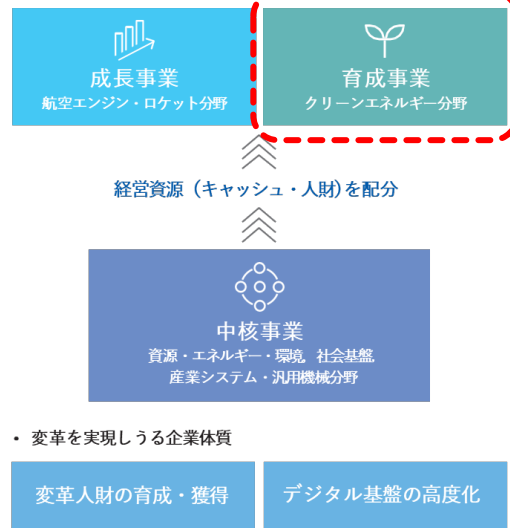 成長事業
航空エンジン・ロケット分野
育成事業
クリーンエネルギー分野
経営資源（キャッシュ・人財）を配分
中核事業
資源・エネルギー・環境、社会基盤、
産業システム・汎用機械分野
• 変革を実現しうる企業体質
変革人財の育成・獲得
デジタル基盤の高度化